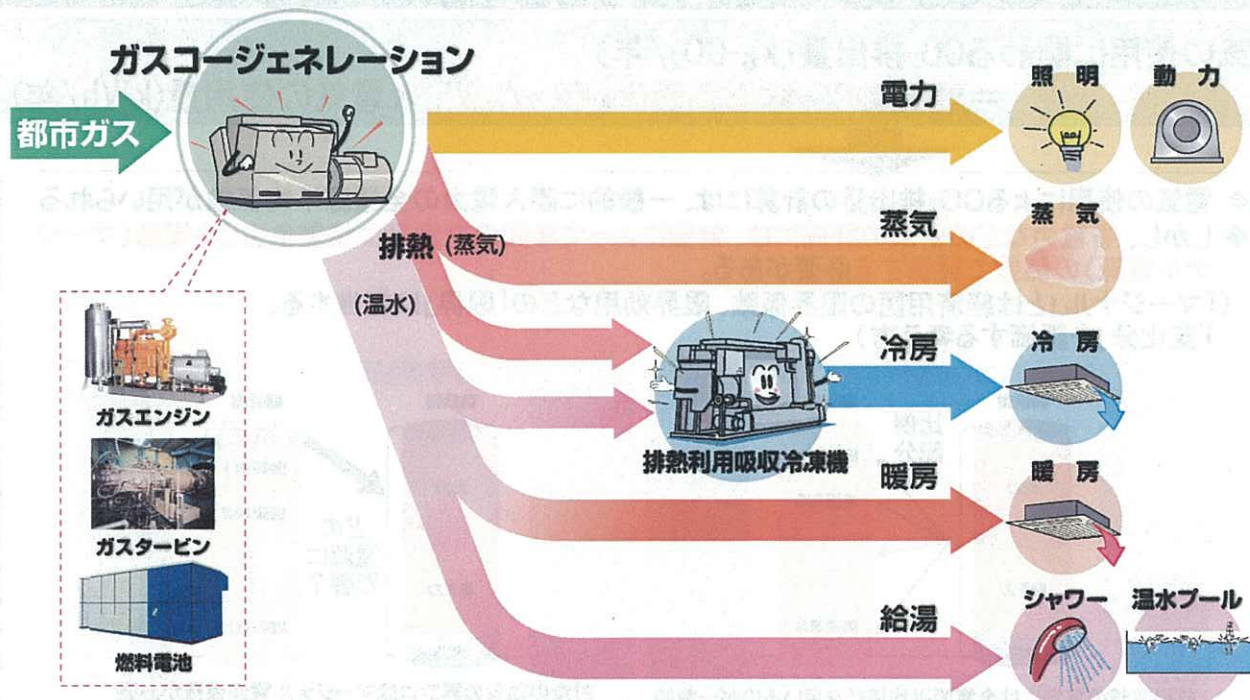 ガスコージェネレーション
都市ガス
電力
照 明
動 力
排熱 (蒸気)
(温水)
蒸気
蒸 気
冷房
冷 房
排熱利用吸収冷凍機
暖房
暖 房
給湯
シャワー
温水プール
ガスエンジン
ガスタービン
燃料電池